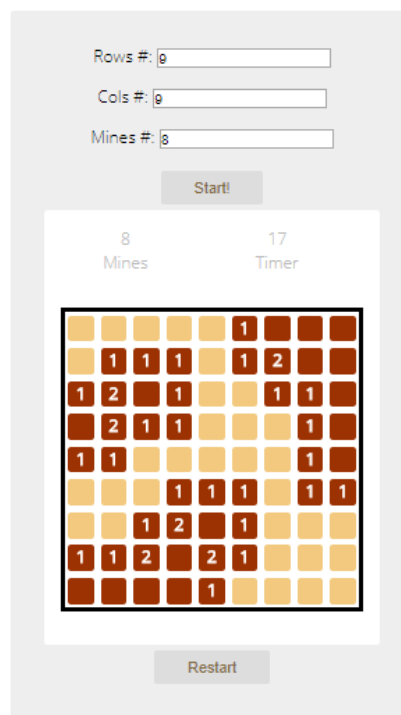 Rows #: 9
Cols #: 9
Mines #: 8
Start!
8 17
Mines Timer
1
1 1 1 1 2
1 2 1 1 1
2 1 1 1
1 1 1
1 1 1 1 1
1 2 1
1 1 2 2 1
1
Restart